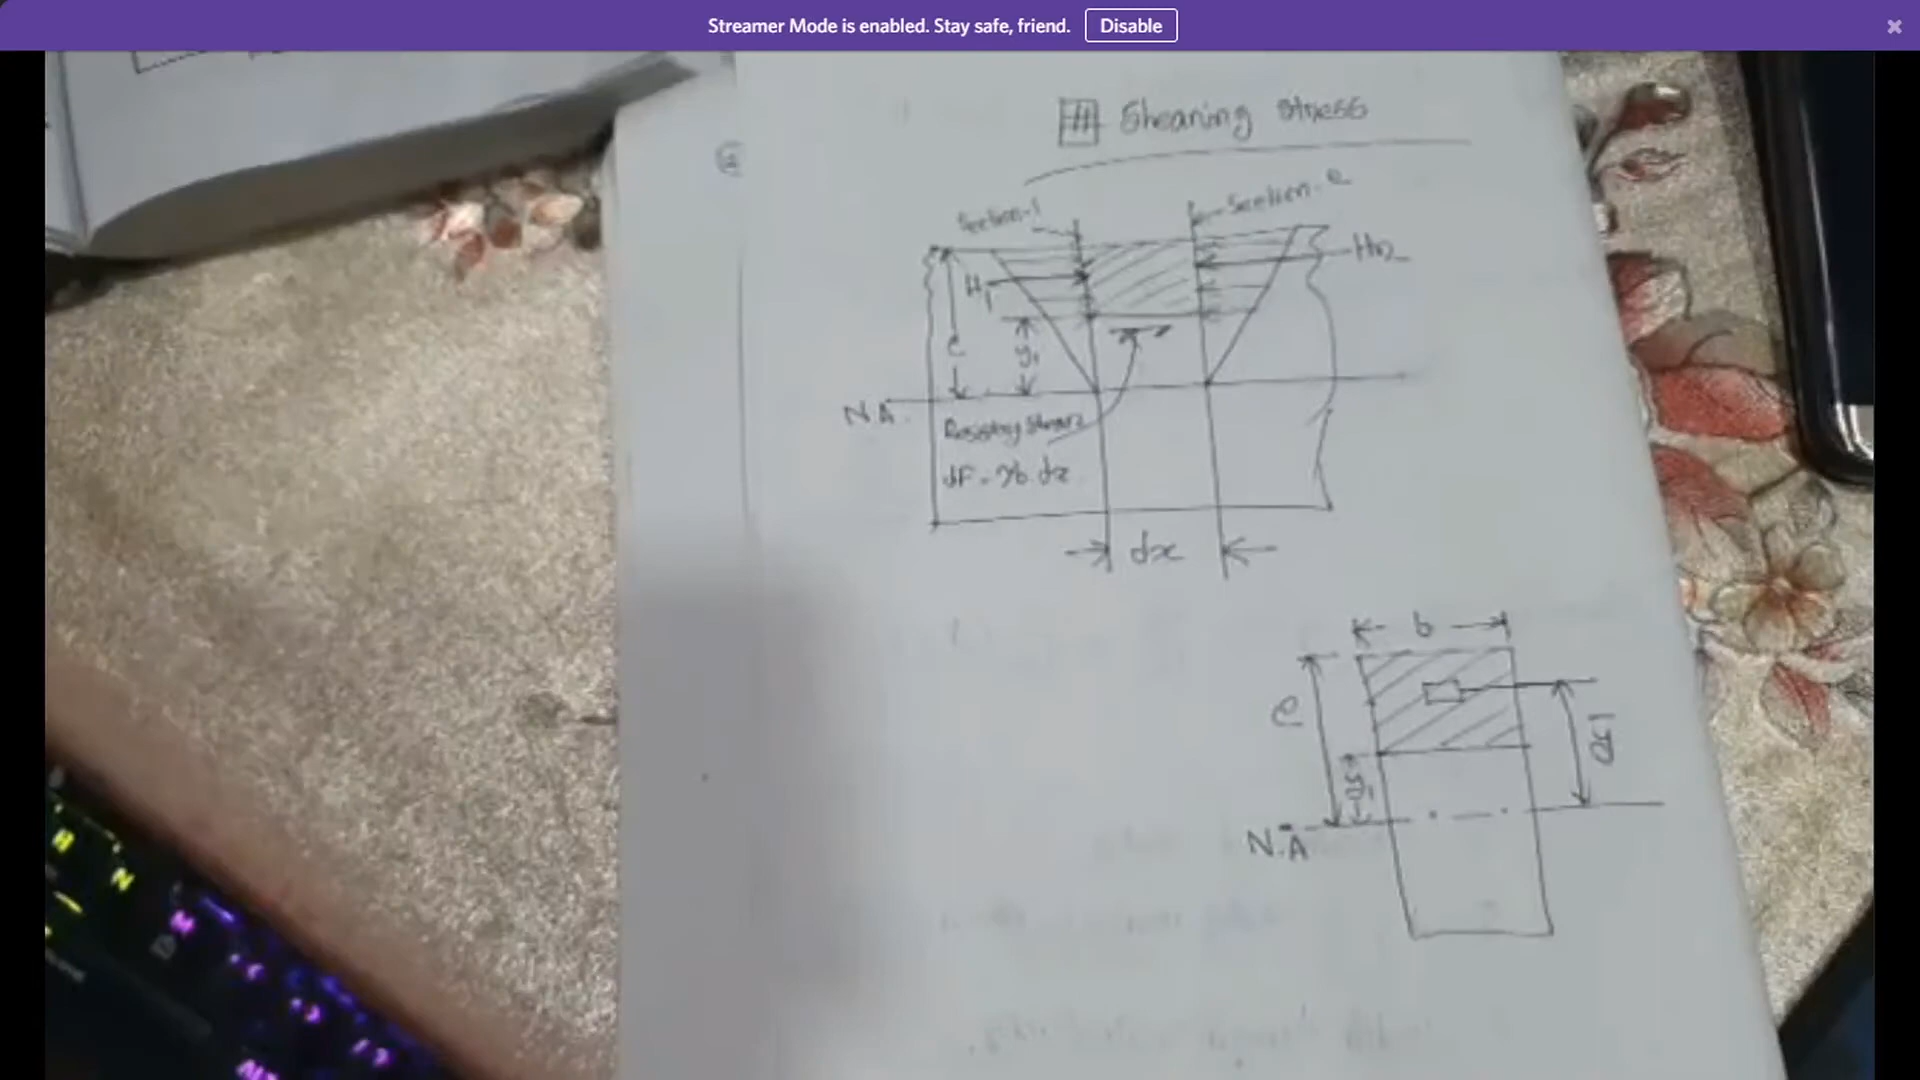 Streamer Mode is enabled. Stay safe, friend. Disable
Shearing stress
Section-1
Section-2
H1
H2
c
y1
N.A.
Resisting shear
dF = τb.dx
dx
b
c
y1
N.A